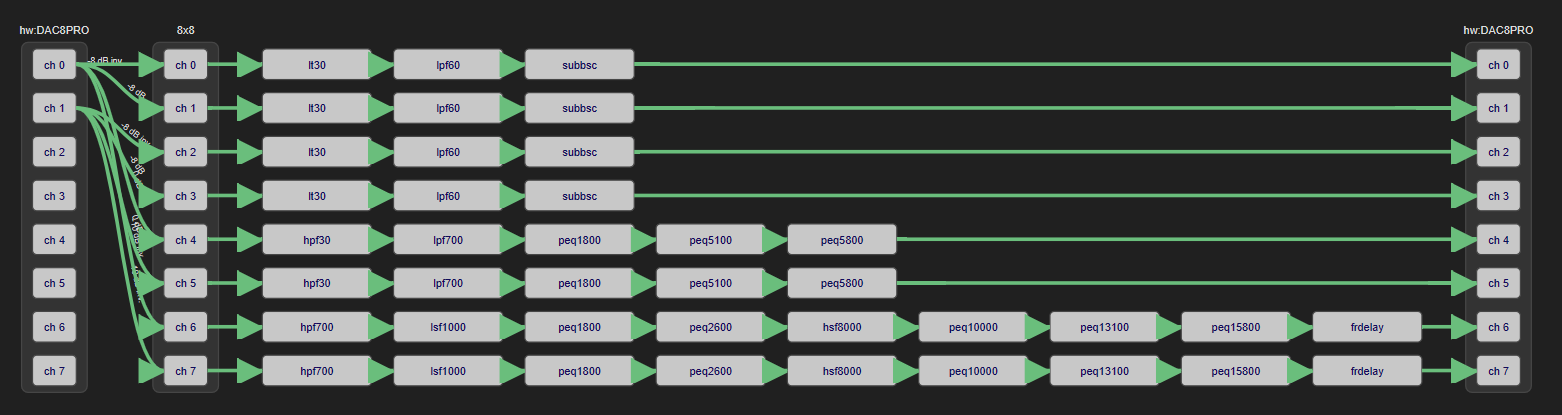 hw:DAC8PRO 8x8 hw:DAC8PRO
ch 0 -8 dB inv ch 0 lt30 lpf60 subbsc ch 0
-8 dB
ch 1 ch 1 lt30 lpf60 subbsc ch 1
-8 dB inv
ch 2 ch 2 lt30 lpf60 subbsc ch 2
-8 dB
ch 3 ch 3 lt30 lpf60 subbsc ch 3
ch 4 ch 4 hpf30 lpf700 peq1800 peq5100 peq5800 ch 4
ch 5 ch 5 hpf30 lpf700 peq1800 peq5100 peq5800 ch 5
ch 6 ch 6 hpf700 lsf1000 peq1800 peq2600 hsf8000 peq10000 peq13100 peq15800 frdelay ch 6
ch 7 ch 7 hpf700 lsf1000 peq1800 peq2600 hsf8000 peq10000 peq13100 peq15800 frdelay ch 7